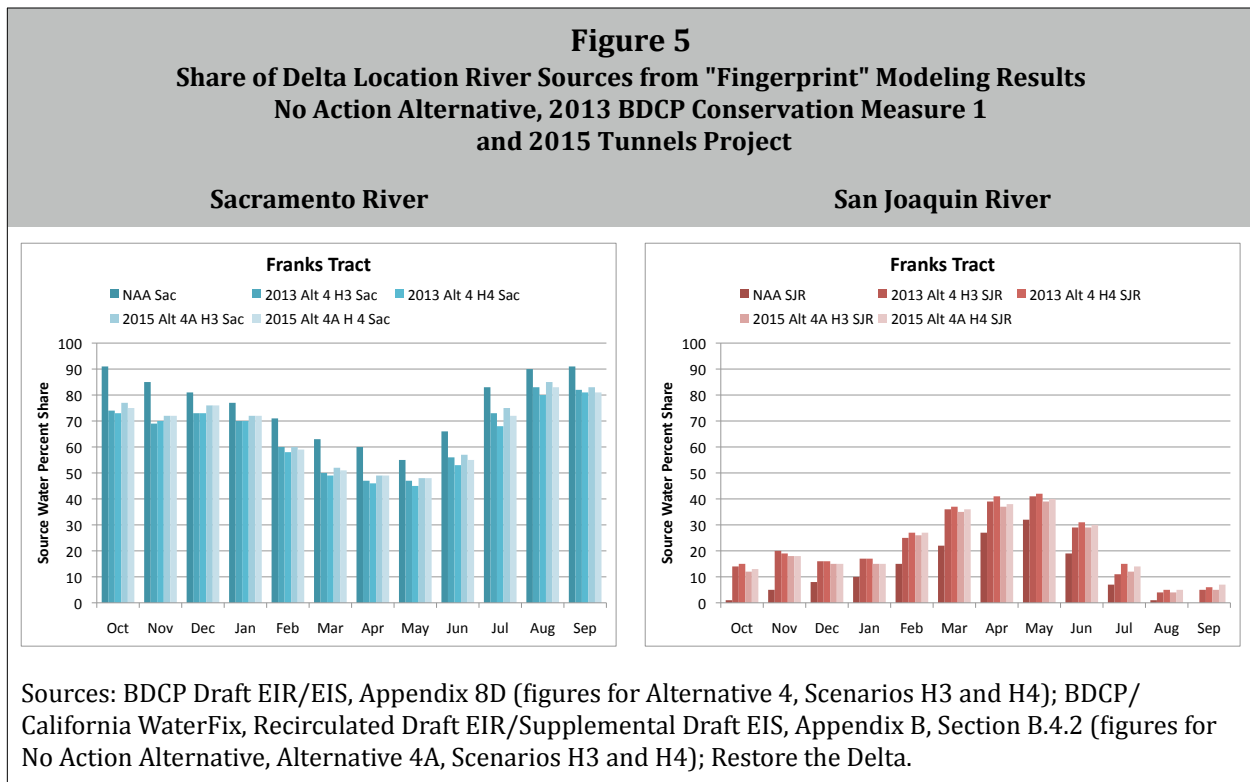 Figure 5
Share of Delta Location River Sources from "Fingerprint" Modeling Results
No Action Alternative, 2013 BDCP Conservation Measure 1
and 2015 Tunnels Project
Sacramento River
San Joaquin River
Franks Tract
NAA Sac
2013 Alt 4 H3 Sac
2013 Alt 4 H4 Sac
2015 Alt 4A H3 Sac
2015 Alt 4A H 4 Sac
Source Water Percent Share
100
90
80
70
60
50
40
30
20
10
0
Oct Nov Dec Jan Feb Mar Apr May Jun Jul Aug Sep
Franks Tract
NAA SJR
2013 Alt 4 H3 SJR
2013 Alt 4 H4 SJR
2015 Alt 4A H3 SJR
2015 Alt 4A H4 SJR
Source Water Percent Share
100
90
80
70
60
50
40
30
20
10
0
Oct Nov Dec Jan Feb Mar Apr May Jun Jul Aug Sep
Sources: BDCP Draft EIR/EIS, Appendix 8D (figures for Alternative 4, Scenarios H3 and H4); BDCP/
California WaterFix, Recirculated Draft EIR/Supplemental Draft EIS, Appendix B, Section B.4.2 (figures for
No Action Alternative, Alternative 4A, Scenarios H3 and H4); Restore the Delta.